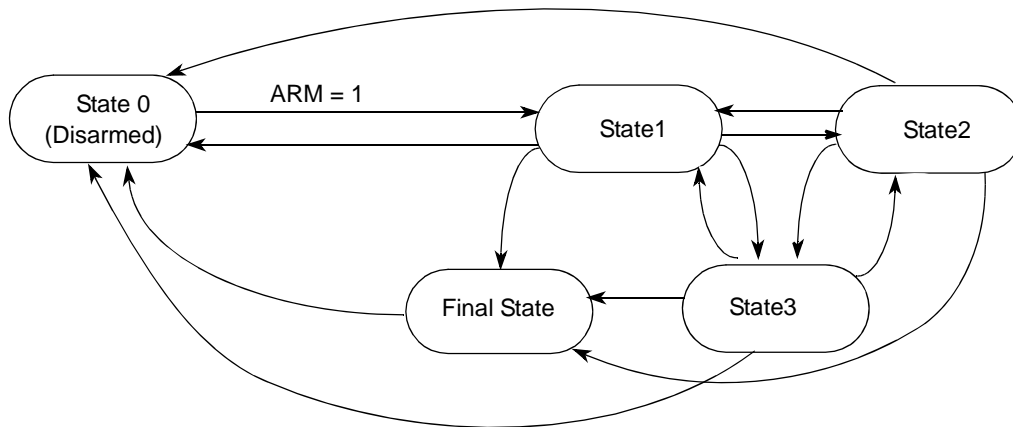 State 0
(Disarmed)
ARM = 1
State1
State2
Final State
State3